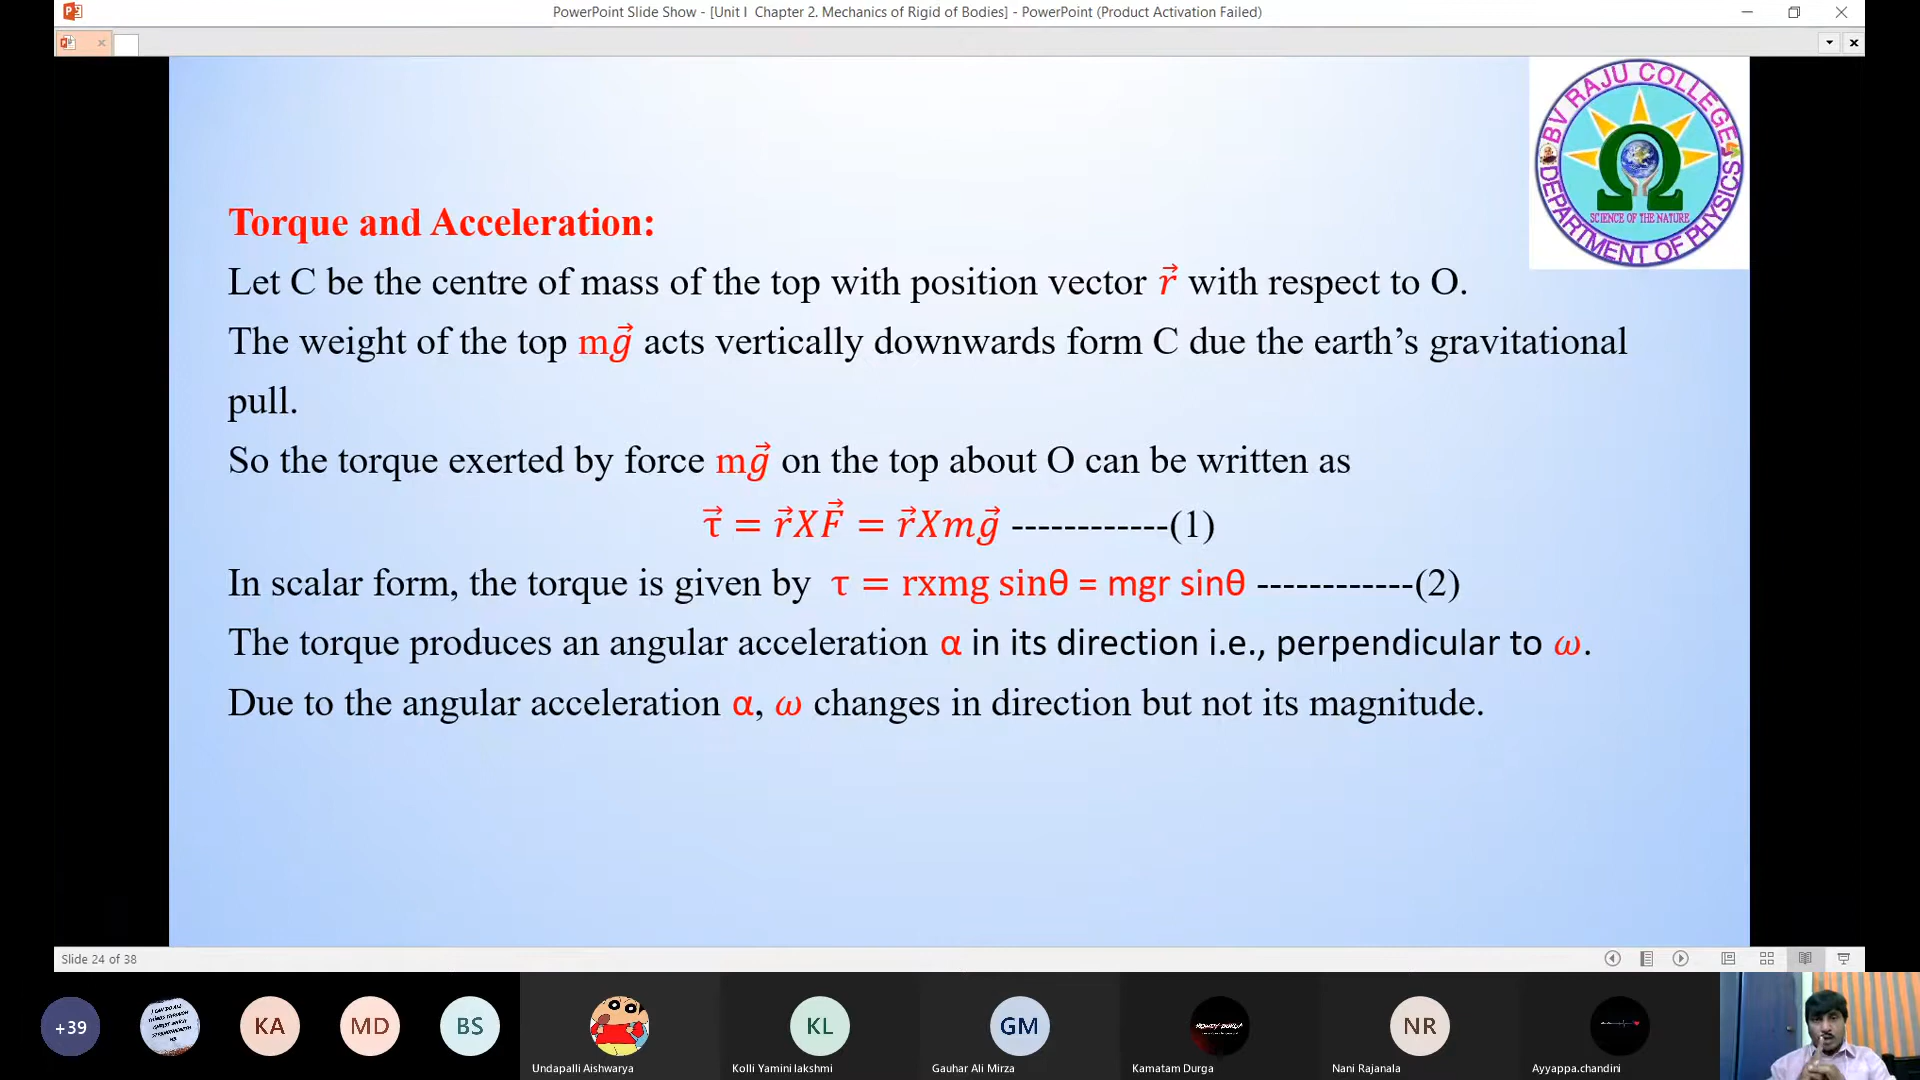 PowerPoint Slide Show - [Unit I  Chapter 2. Mechanics of Rigid of Bodies] - PowerPoint (Product Activation Failed)
BV RAJU COLLEGE
SCIENCE OF THE NATURE
DEPARTMENT OF PHYSICS
Torque and Acceleration:
Let C be the centre of mass of the top with position vector r⃗ with respect to O.
The weight of the top mg⃗ acts vertically downwards form C due the earth’s gravitational
pull.
So the torque exerted by force mg⃗ on the top about O can be written as
τ⃗ = r⃗XF⃗ = r⃗Xmg⃗ ------------(1)
In scalar form, the torque is given by τ = rxmg sinθ = mgr sinθ ------------(2)
The torque produces an angular acceleration α in its direction i.e., perpendicular to ω.
Due to the angular acceleration α, ω changes in direction but not its magnitude.
Slide 24 of 38
+39
KA
MD
BS
KL
GM
NR
Undapalli Aishwarya
Kolli Yamini lakshmi
Gauhar Ali Mirza
Kamatam Durga
Nani Rajanala
Ayyappa.chandini